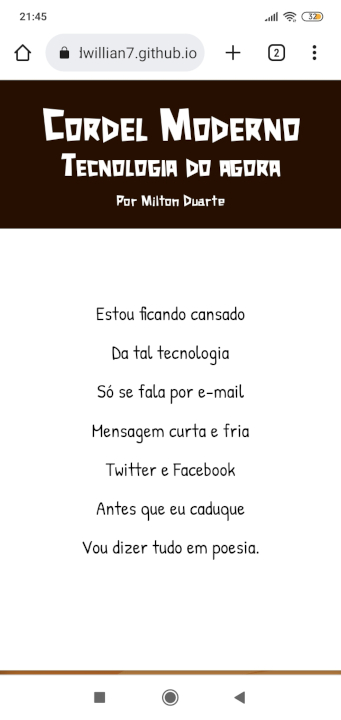 21:45
32
dwillian7.github.io
2
Cordel Moderno
Tecnologia do agora
Por Milton Duarte
Estou ficando cansado
Da tal tecnologia
Só se fala por e-mail
Mensagem curta e fria
Twitter e Facebook
Antes que eu caduque
Vou dizer tudo em poesia.